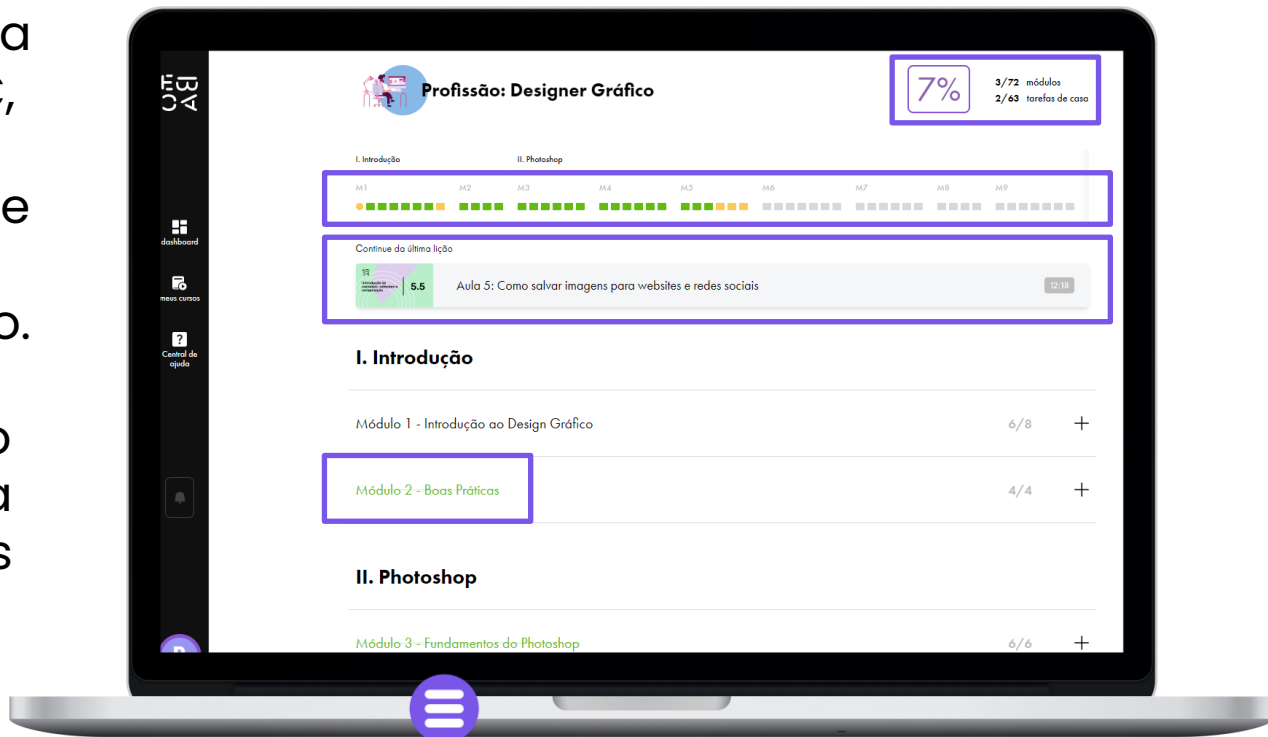 a
e
o.
o
a
s
EBAC
dashboard
meus cursos
?
Central de
ajuda
Profissão: Designer Gráfico
7%
3/72 módulos
2/63 tarefas de casa
I. Introdução
II. Photoshop
M1 M2 M3 M4 M5 M6 M7 M8 M9
Continue da última lição
5.5
Aula 5: Como salvar imagens para websites e redes sociais
12:18
I. Introdução
Módulo 1 - Introdução ao Design Gráfico
6/8 +
Módulo 2 - Boas Práticas
4/4 +
II. Photoshop
Módulo 3 - Fundamentos do Photoshop
6/6 +